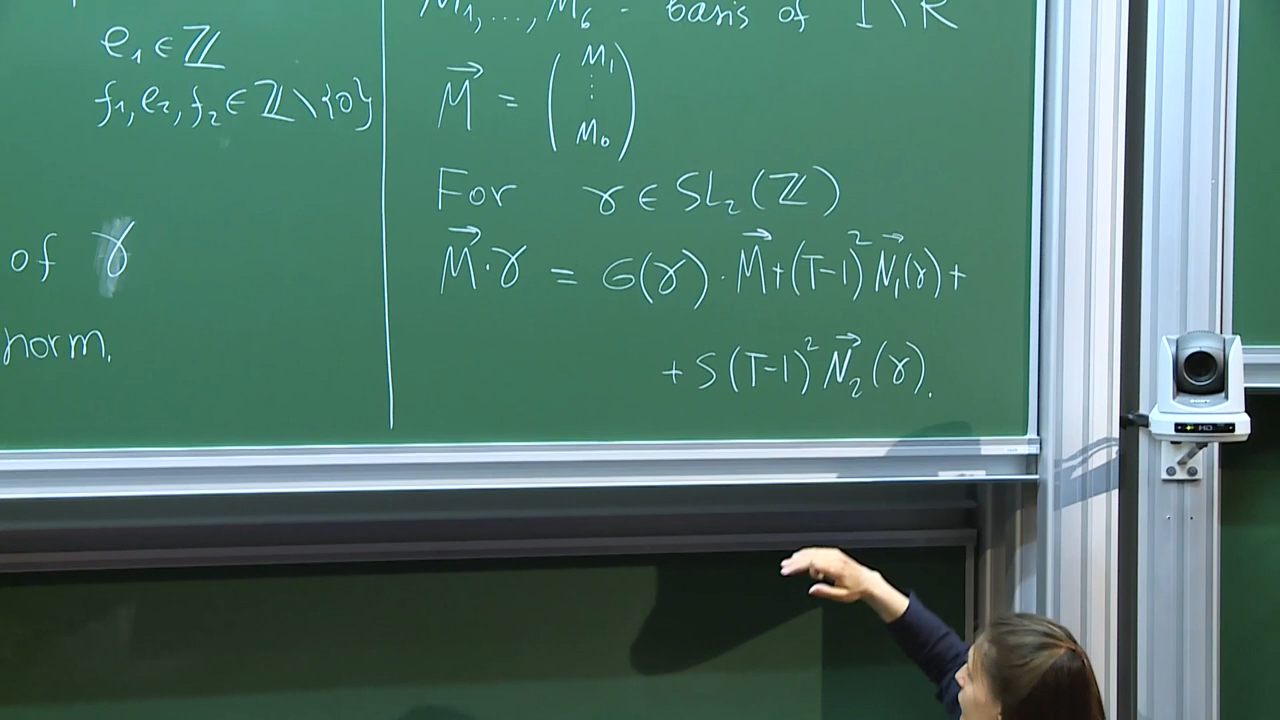 e₁ ∈ ℤ
f₁, e₂, f₂ ∈ ℤ \ {0}
of γ
norm.
M₁, ..., M₆ - basis of I \ R
M⃗ = ( M₁ ⋮ M₆ )
For γ ∈ SL₂(ℤ)
M⃗·γ = G(γ)·M⃗ + (T-1)² N⃗₁(γ) +
+ S(T-1)² N⃗₂(γ).